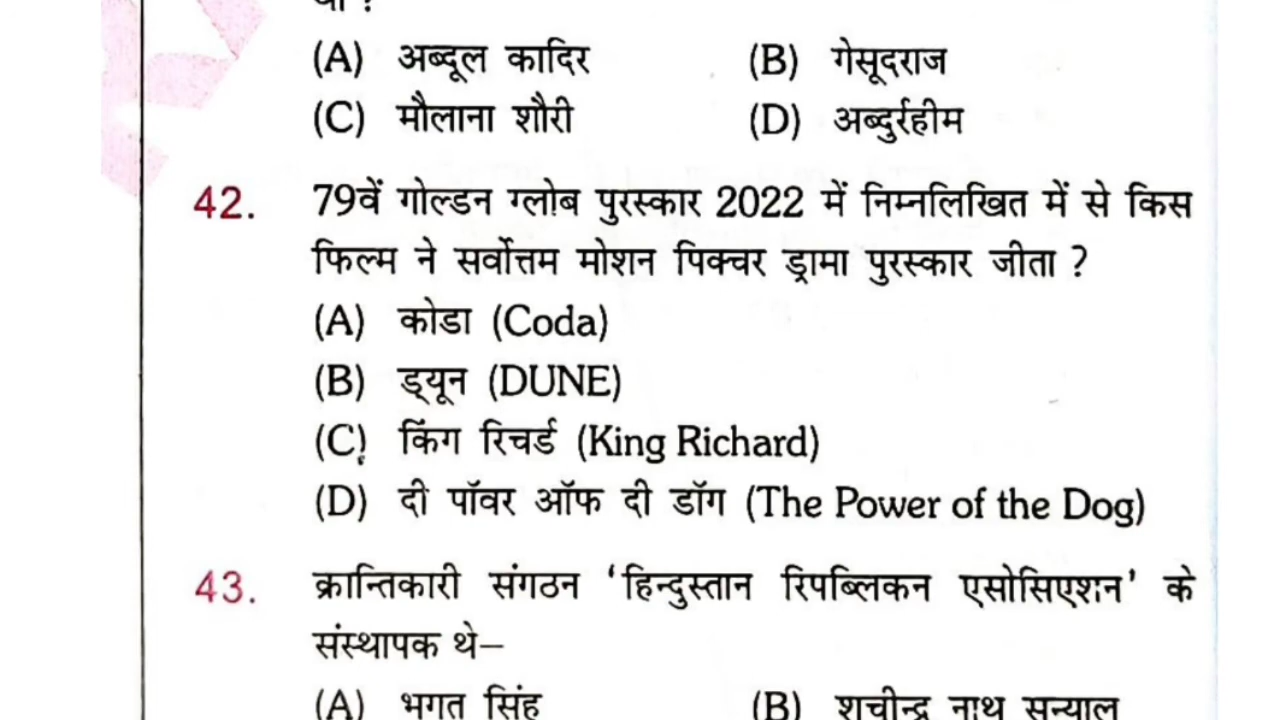 था ?
(A) अब्दूल कादिर (B) गेसूदराज
(C) मौलाना शौरी (D) अब्दुर्रहीम
42. 79वें गोल्डन ग्लोब पुरस्कार 2022 में निम्नलिखित में से किस
फिल्म ने सर्वोत्तम मोशन पिक्चर ड्रामा पुरस्कार जीता ?
(A) कोडा (Coda)
(B) ड्यून (DUNE)
(C) किंग रिचर्ड (King Richard)
(D) दी पॉवर ऑफ दी डॉग (The Power of the Dog)
43. क्रान्तिकारी संगठन ‘हिन्दुस्तान रिपब्लिकन एसोसिएशन’ के
संस्थापक थे–
(A) भगत सिंह (B) शचीन्द्र नाथ सन्याल